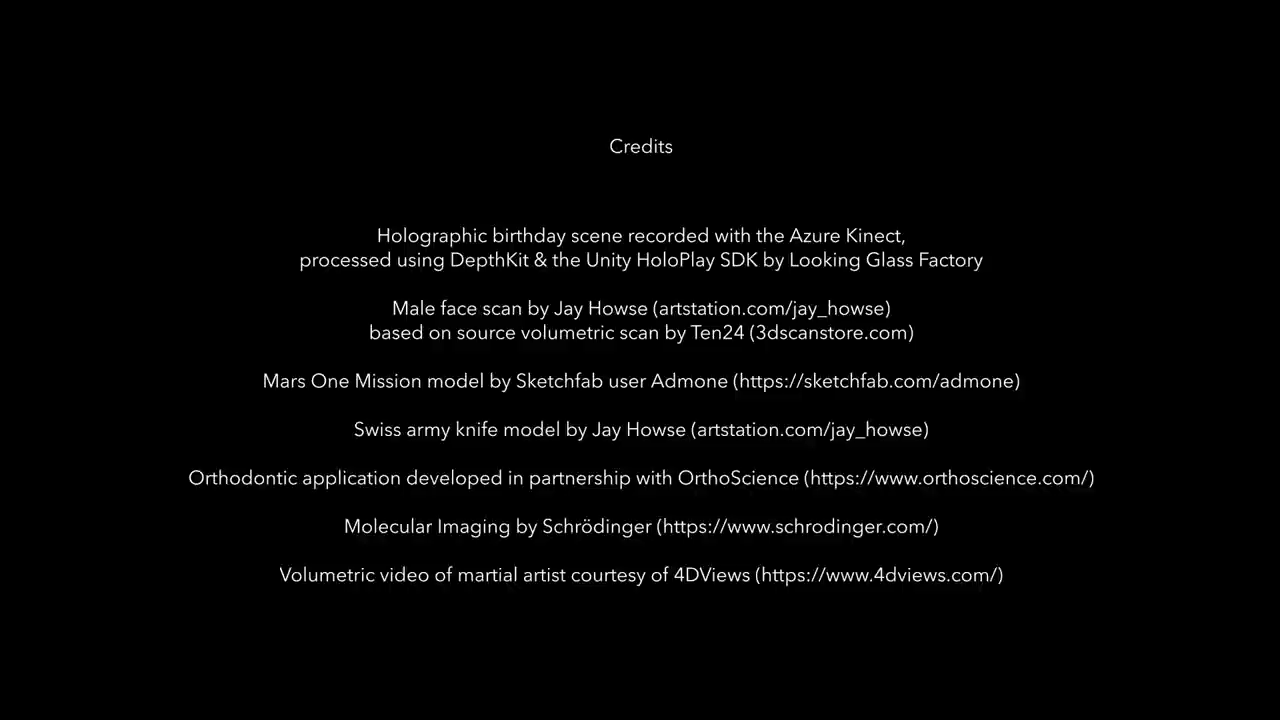 Credits
Holographic birthday scene recorded with the Azure Kinect,
processed using DepthKit & the Unity HoloPlay SDK by Looking Glass Factory
Male face scan by Jay Howse (artstation.com/jay_howse)
based on source volumetric scan by Ten24 (3dscanstore.com)
Mars One Mission model by Sketchfab user Admone (https://sketchfab.com/admone)
Swiss army knife model by Jay Howse (artstation.com/jay_howse)
Orthodontic application developed in partnership with OrthoScience (https://www.orthoscience.com/)
Molecular Imaging by Schrödinger (https://www.schrodinger.com/)
Volumetric video of martial artist courtesy of 4DViews (https://www.4dviews.com/)